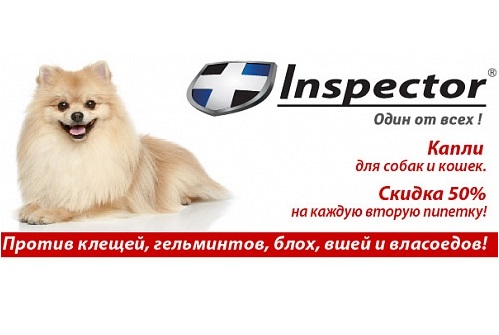 Inspector®
Один от всех !
Капли
для собак и кошек.
Скидка 50%
на каждую вторую пипетку!
Против клещей, гельминтов, блох, вшей и власоедов!